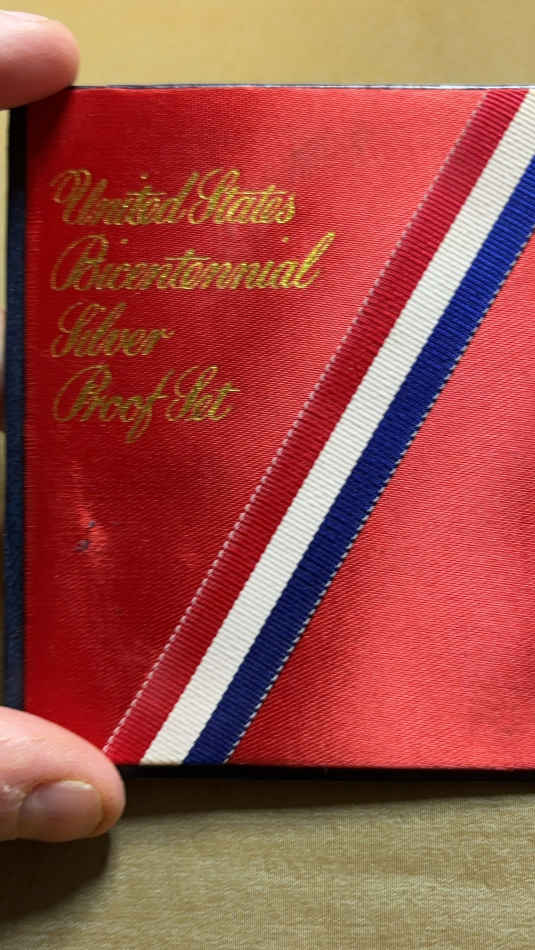 United States
Bicentennial
Silver
Proof Set